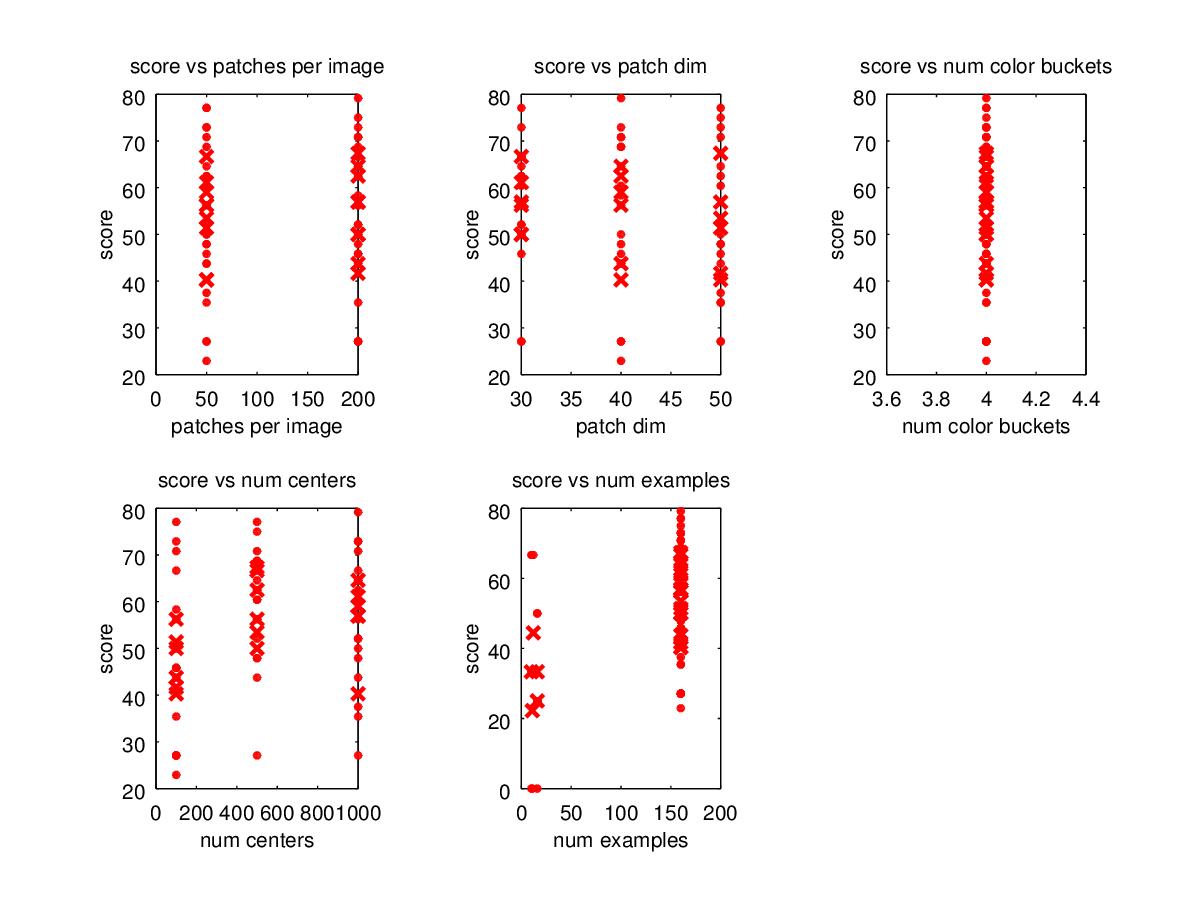 score vs patches per image
80
70
60
50
40
30
20
score
0 50 100 150 200
patches per image
score vs patch dim
80
70
60
50
40
30
20
score
30 35 40 45 50
patch dim
score vs num color buckets
80
70
60
50
40
30
20
score
3.6 3.8 4 4.2 4.4
num color buckets
score vs num centers
80
70
60
50
40
30
20
score
0 200 400 600 800 1000
num centers
score vs num examples
80
60
40
20
0
score
0 50 100 150 200
num examples